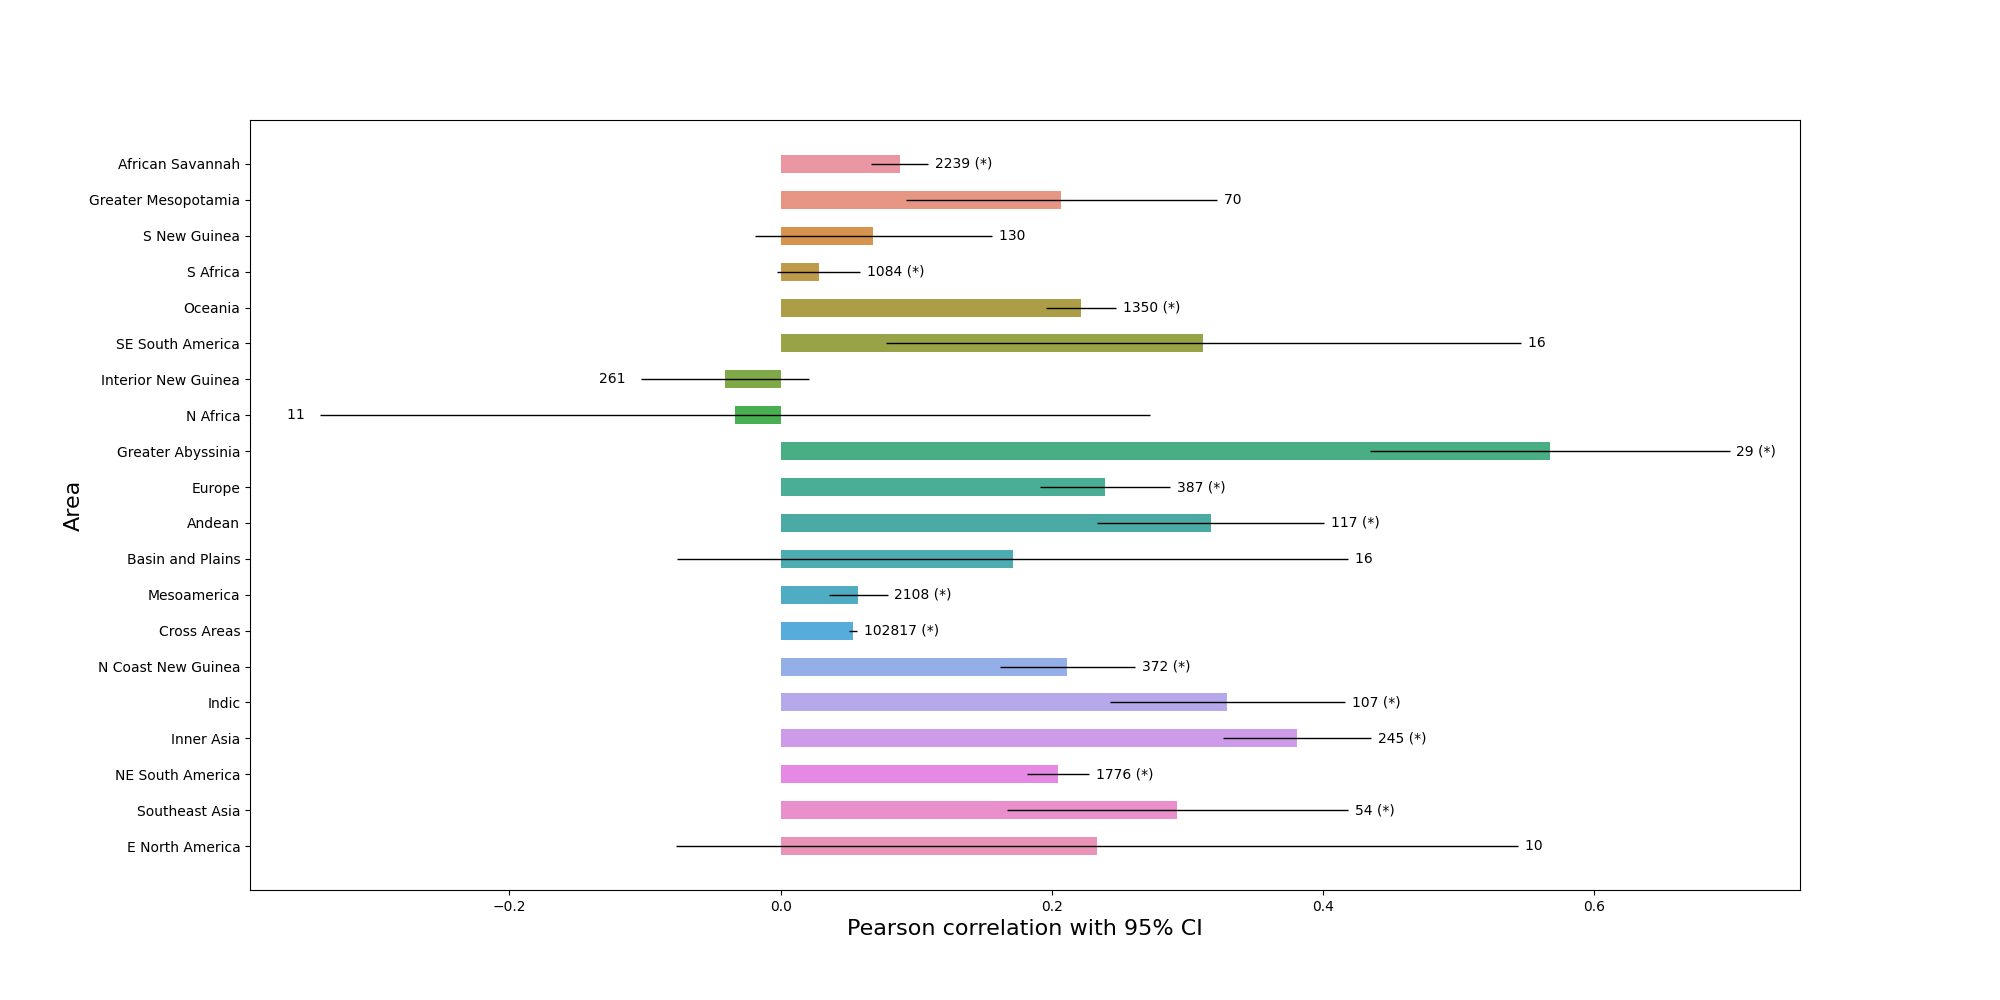 African Savannah 2239 (*)
Greater Mesopotamia 70
S New Guinea 130
S Africa 1084 (*)
Oceania 1350 (*)
SE South America 16
Interior New Guinea 261
N Africa 11
Greater Abyssinia 29 (*)
Europe 387 (*)
Andean 117 (*)
Basin and Plains 16
Mesoamerica 2108 (*)
Cross Areas 102817 (*)
N Coast New Guinea 372 (*)
Indic 107 (*)
Inner Asia 245 (*)
NE South America 1776 (*)
Southeast Asia 54 (*)
E North America 10
Area
−0.2 0.0 0.2 0.4 0.6
Pearson correlation with 95% CI